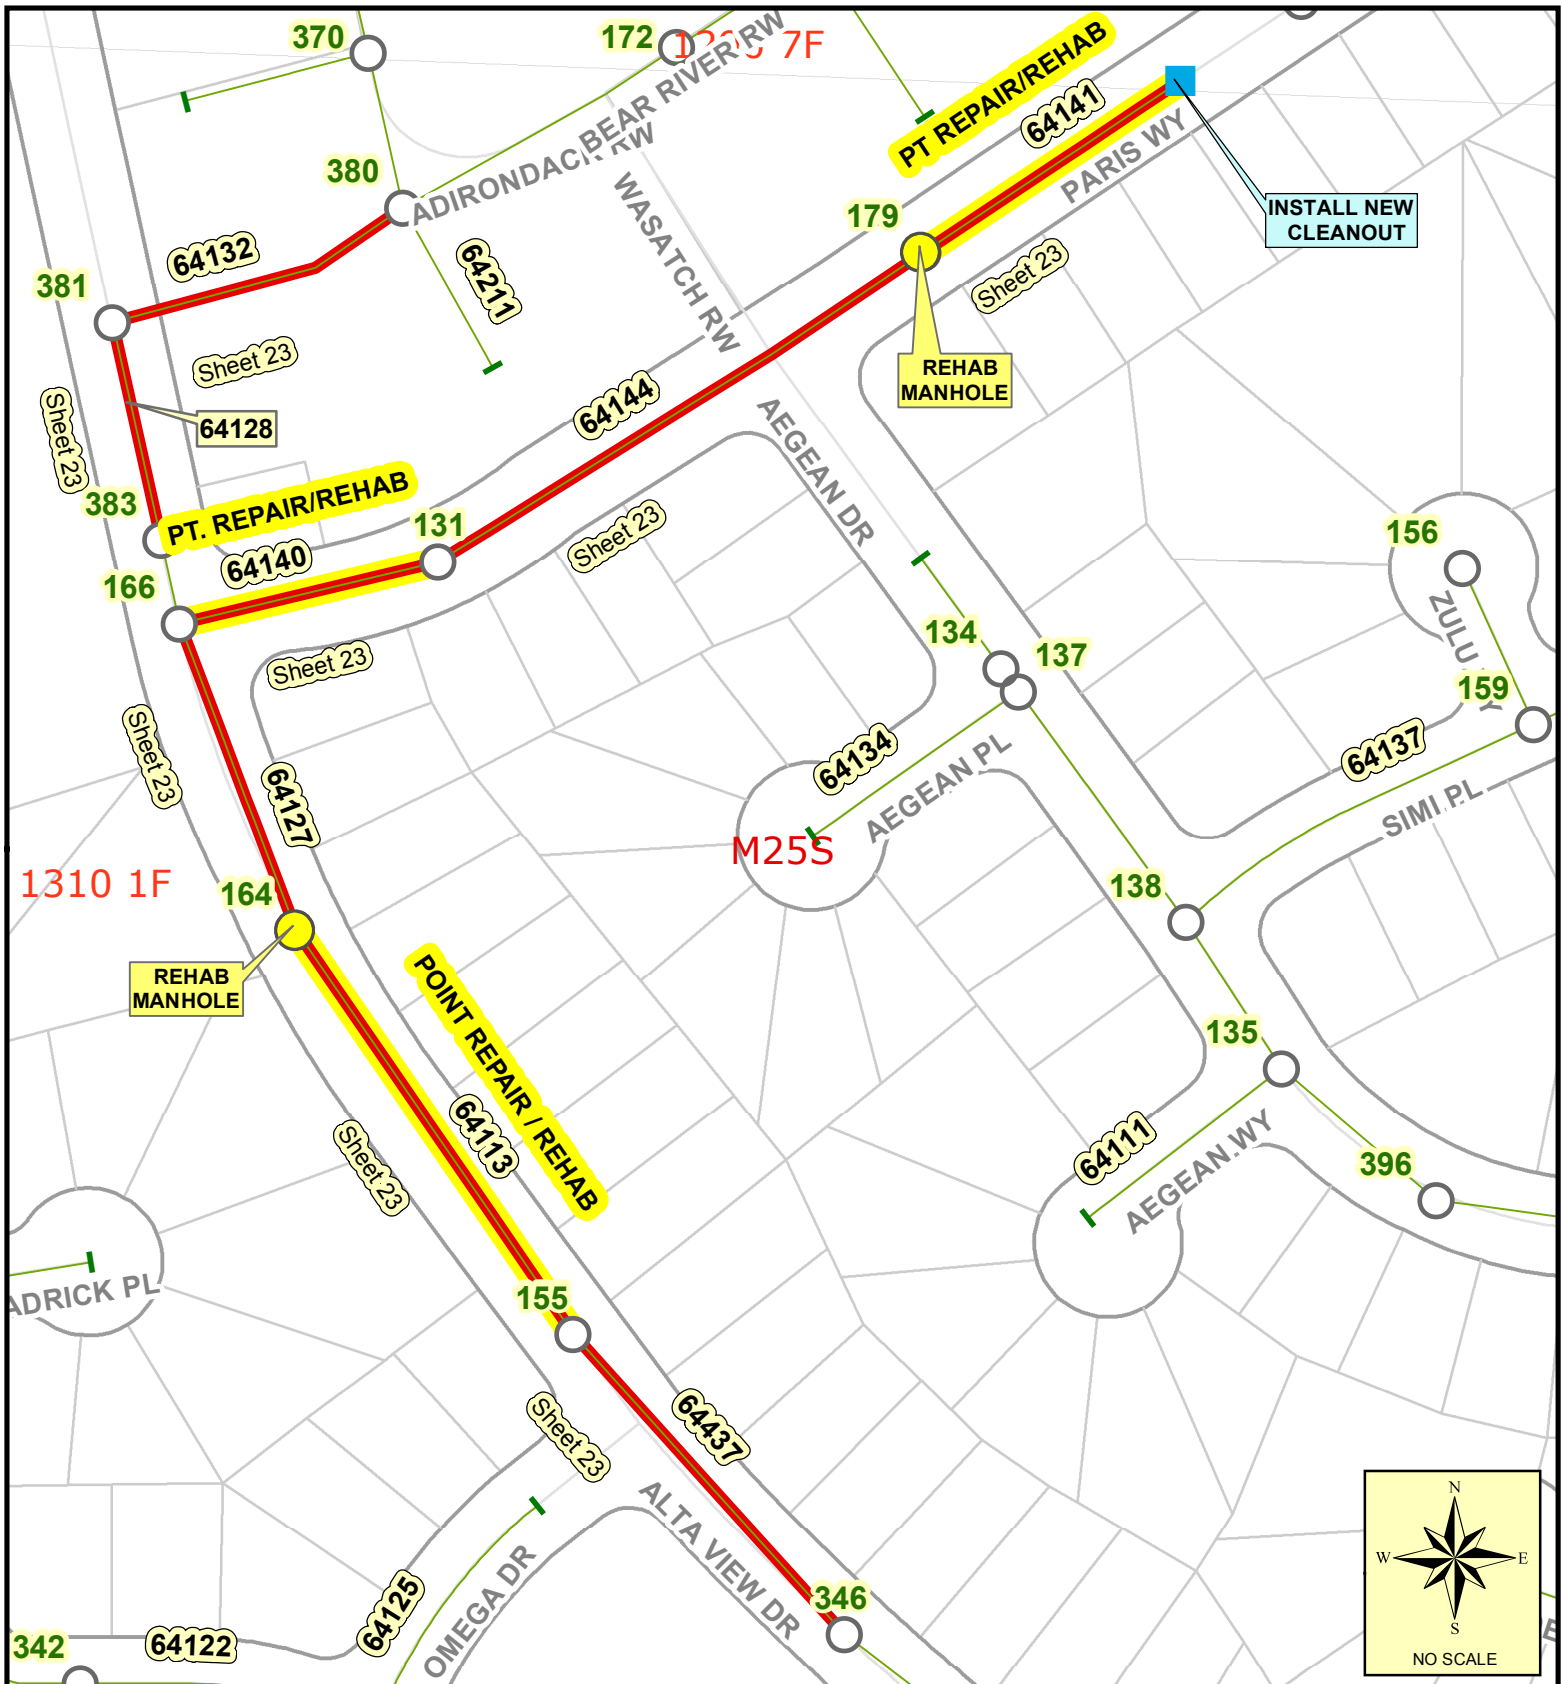 370
172
1296 7F
BEAR RIVER RW
PT REPAIR/REHAB
64141
PARIS WY
380
ADIRONDACK RW
WASATCH RW
179
INSTALL NEW
CLEANOUT
64132
64211
381
Sheet 23
Sheet 23
Sheet 23
REHAB
MANHOLE
64128
64144
AEGEAN DR
383
PT. REPAIR/REHAB
131
Sheet 23
156
64140
166
ZULU
134
137
Sheet 23
159
Sheet 23
64134
AEGEAN PL
64137
SIMI PL
64127
M25S
1310 1F
164
138
REHAB
MANHOLE
POINT REPAIR / REHAB
135
64113
64111
AEGEAN WY
396
Sheet 23
ADRICK PL
155
Sheet 23
64437
ALTA VIEW DR
N
W
E
S
NO SCALE
OMEGA DR
64125
346
342
64122